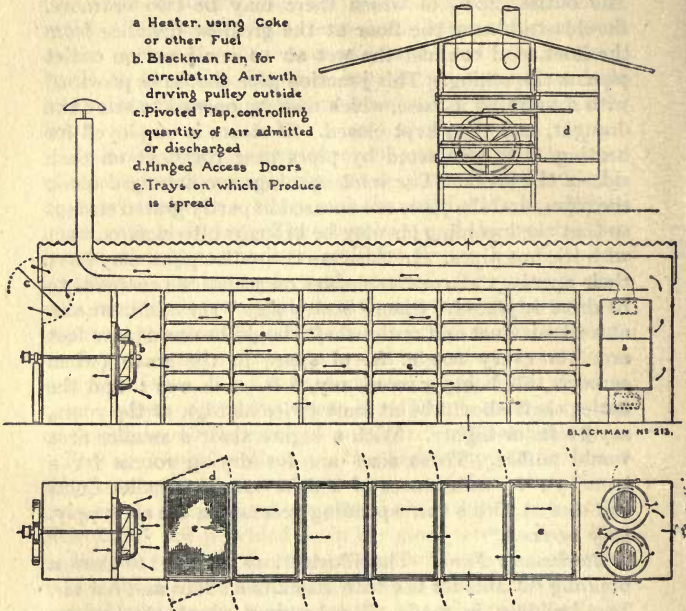 a Heater, using Coke
or other Fuel
b. Blackman Fan for
circulating Air, with
driving pulley outside
c. Pivoted Flap, controlling
quantity of Air admitted
or discharged
d. Hinged Access Doors
e. Trays on which Produce
is spread
d
b
c
b
e
e
a
BLACKMAN Nº 213.
d
b